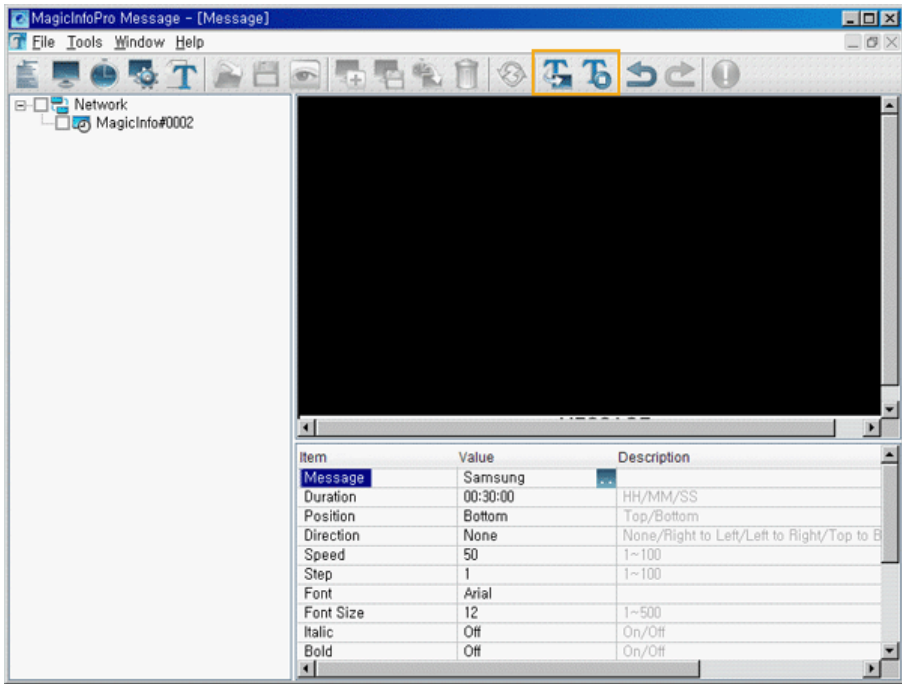 MagicInfoPro Message - [Message]
File Tools Window Help
Network
MagicInfo#0002
Item Value Description
Message Samsung ..
Duration 00:30:00 HH/MM/SS
Position Bottom Top/Bottom
Direction None None/Right to Left/Left to Right/Top to B
Speed 50 1~100
Step 1 1~100
Font Arial
Font Size 12 1~500
Italic Off On/Off
Bold Off On/Off